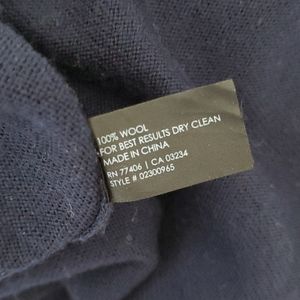 100% WOOL
FOR BEST RESULTS DRY CLEAN
MADE IN CHINA
RN 77406 | CA 03234
STYLE # 02300965